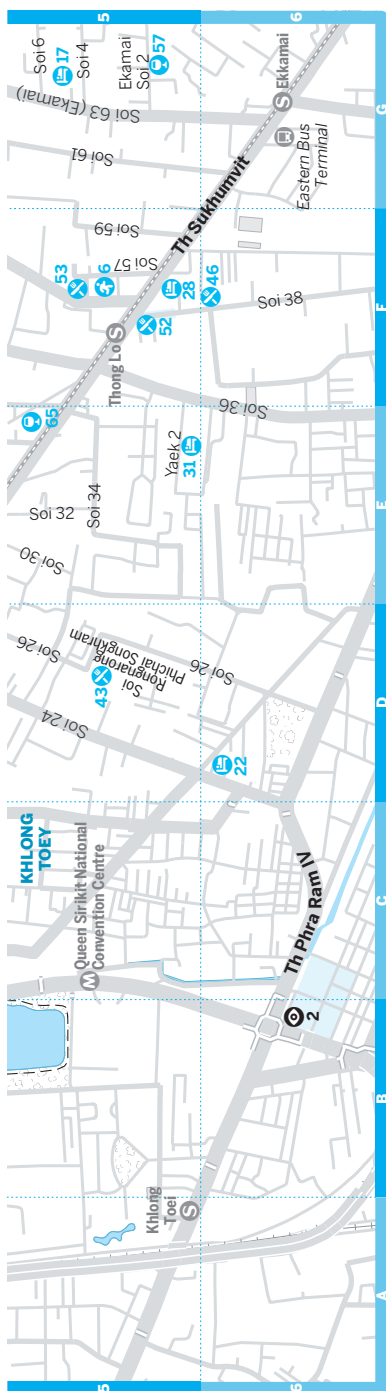 5
6
Soi 6
17
Soi 4
Ekamai
Soi 2
57
Soi 63 (Ekamai)
S Ekkamai
G
Soi 61
Eastern Bus
Terminal
Th Sukhumvit
Soi 59
Soi 57
53
6
28
46
Soi 38
F
Thong Lo S
52
65
Soi 36
Yaek 2
31
E
Soi 32
Soi 34
Soi 30
Soi 26
Soi
Rongnarong
Phichai Songkhram
43
Soi 26
D
Soi 24
22
KHLONG
TOEY
M Queen Sirikit National
Convention Centre
C
Th Phra Ram IV
2
B
Khlong
Toei
S
A
5
6